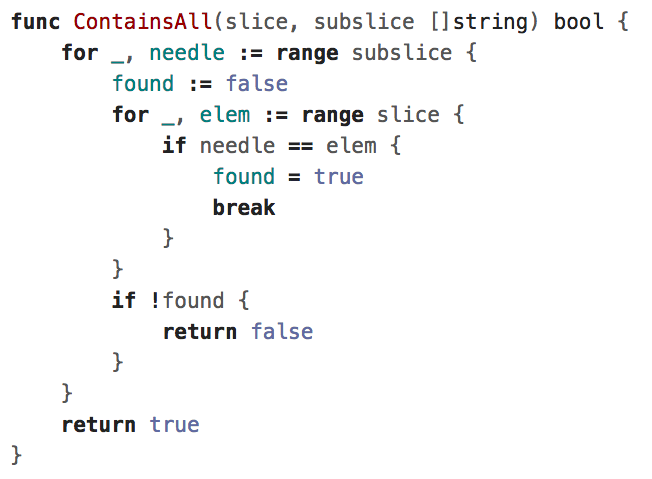 func ContainsAll(slice, subslice []string) bool {
    for _, needle := range subslice {
        found := false
        for _, elem := range slice {
            if needle == elem {
                found = true
                break
            }
        }
        if !found {
            return false
        }
    }
    return true
}